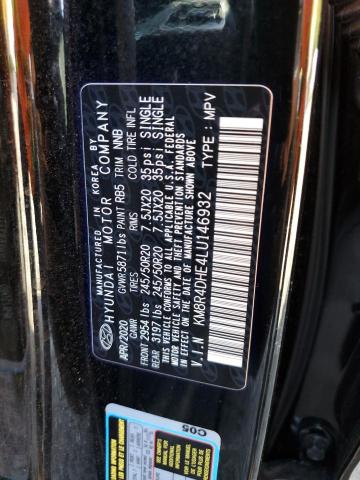 MANUFACTURED BY
HYUNDAI MOTOR COMPANY
IN KOREA BY
APR/2020 GVWR 5871lbs PAINT RB5 TRIM NNB
GAWR TIRES RIMS COLD TIRE INFL
FRONT 2954 lbs 245/50R20 7.5JX20 35psi SINGLE
REAR 3197 lbs 245/50R20 7.5JX20 35psi SINGLE
THIS VEHICLE CONFORMS TO ALL APPLICABLE U.S.A. FEDERAL
MOTOR VEHICLE SAFETY, BUMPER, AND THEFT PREVENTION STANDARDS
IN EFFECT ON THE DATE OF MANUFACTURE SHOWN ABOVE
V.I.N KM8R4DHE4LU146932 TYPE : MPV
C05